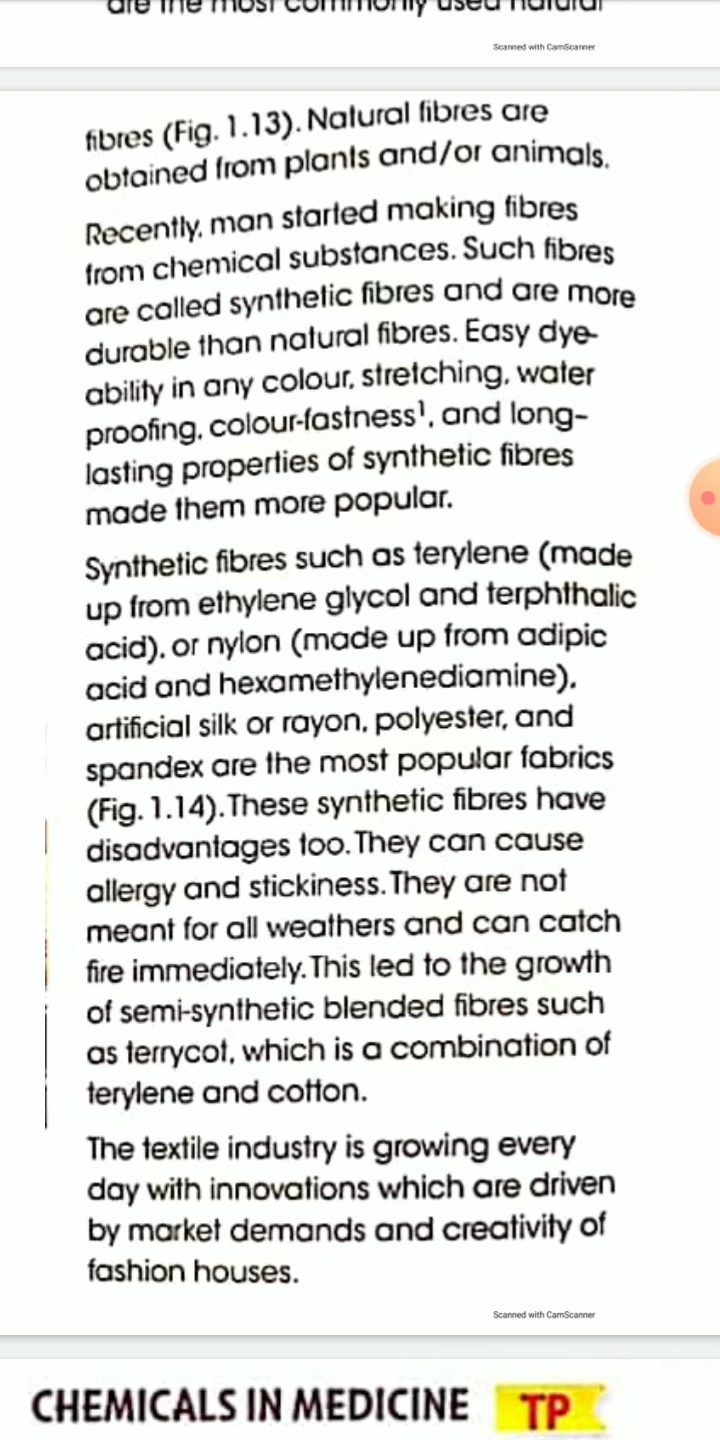 are the most commonly used natural
Scanned with CamScanner
fibres (Fig. 1.13). Natural fibres are
obtained from plants and/or animals.
Recently, man started making fibres
from chemical substances. Such fibres
are called synthetic fibres and are more
durable than natural fibres. Easy dye-
ability in any colour, stretching, water
proofing, colour-fastness¹, and long-
lasting properties of synthetic fibres
made them more popular.
Synthetic fibres such as terylene (made
up from ethylene glycol and terphthalic
acid), or nylon (made up from adipic
acid and hexamethylenediamine),
artificial silk or rayon, polyester, and
spandex are the most popular fabrics
(Fig. 1.14). These synthetic fibres have
disadvantages too. They can cause
allergy and stickiness. They are not
meant for all weathers and can catch
fire immediately. This led to the growth
of semi-synthetic blended fibres such
as terrycot, which is a combination of
terylene and cotton.
The textile industry is growing every
day with innovations which are driven
by market demands and creativity of
fashion houses.
Scanned with CamScanner
CHEMICALS IN MEDICINE TP